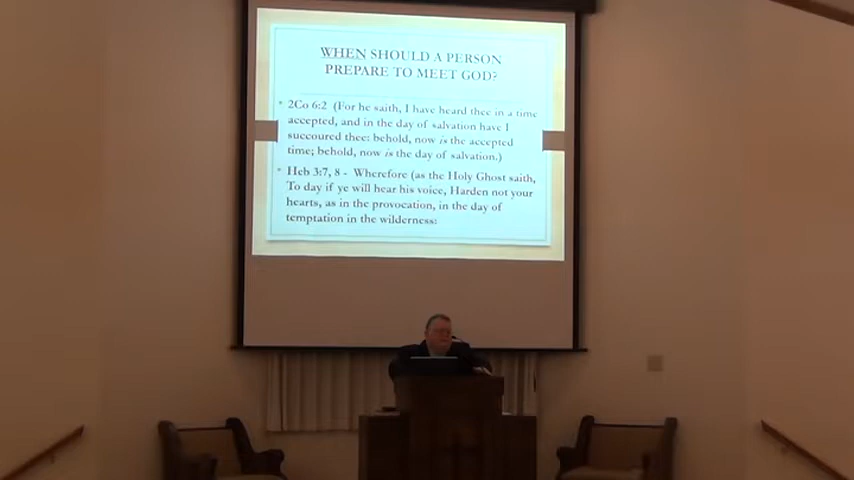 WHEN SHOULD A PERSON
PREPARE TO MEET GOD?
* 2Co 6:2 (For he saith, I have heard thee in a time
accepted, and in the day of salvation have I
succoured thee: behold, now is the accepted
time; behold, now is the day of salvation.)
* Heb 3:7, 8 - Wherefore (as the Holy Ghost saith,
To day if ye will hear his voice, Harden not your
hearts, as in the provocation, in the day of
temptation in the wilderness: